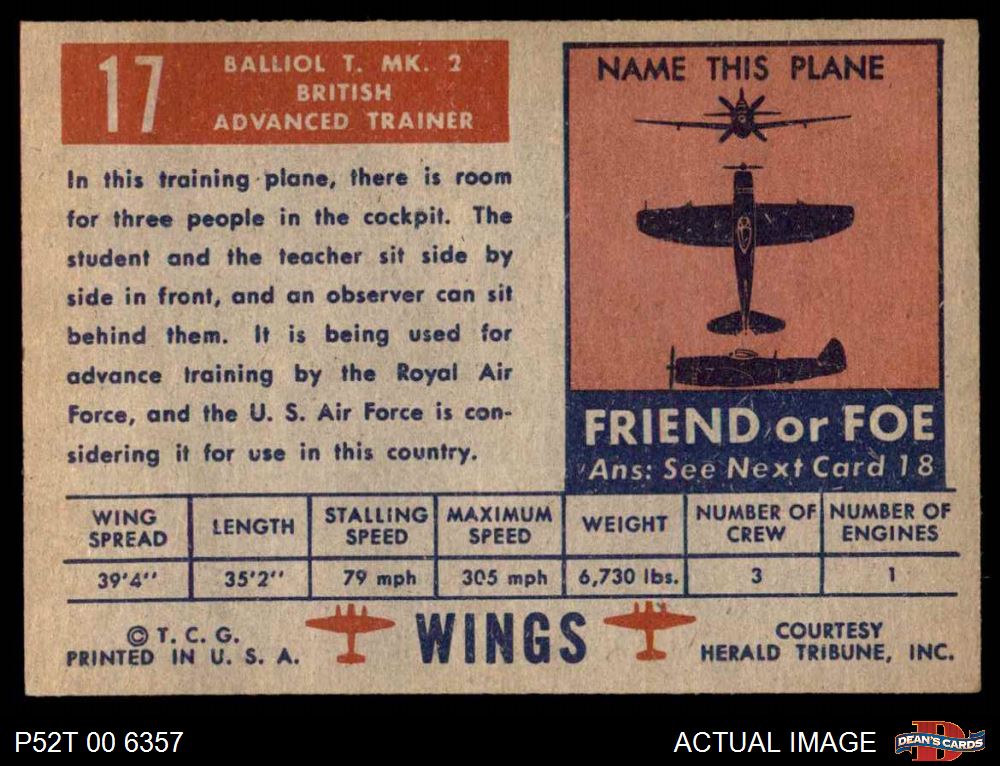 17
BALLIOL T. MK. 2
BRITISH
ADVANCED TRAINER
In this training plane, there is room
for three people in the cockpit. The
student and the teacher sit side by
side in front, and an observer can sit
behind them. It is being used for
advance training by the Royal Air
Force, and the U. S. Air Force is con-
sidering it for use in this country.
NAME THIS PLANE
FRIEND or FOE
Ans: See Next Card 18
WING SPREAD
LENGTH
STALLING SPEED
MAXIMUM SPEED
WEIGHT
NUMBER OF CREW
NUMBER OF ENGINES
39'4''
35'2''
79 mph
305 mph
6,730 lbs.
3
1
© T. C. G.
PRINTED IN U. S. A.
WINGS
COURTESY
HERALD TRIBUNE, INC.
P52T 00 6357
ACTUAL IMAGE
DEAN'S CARDS